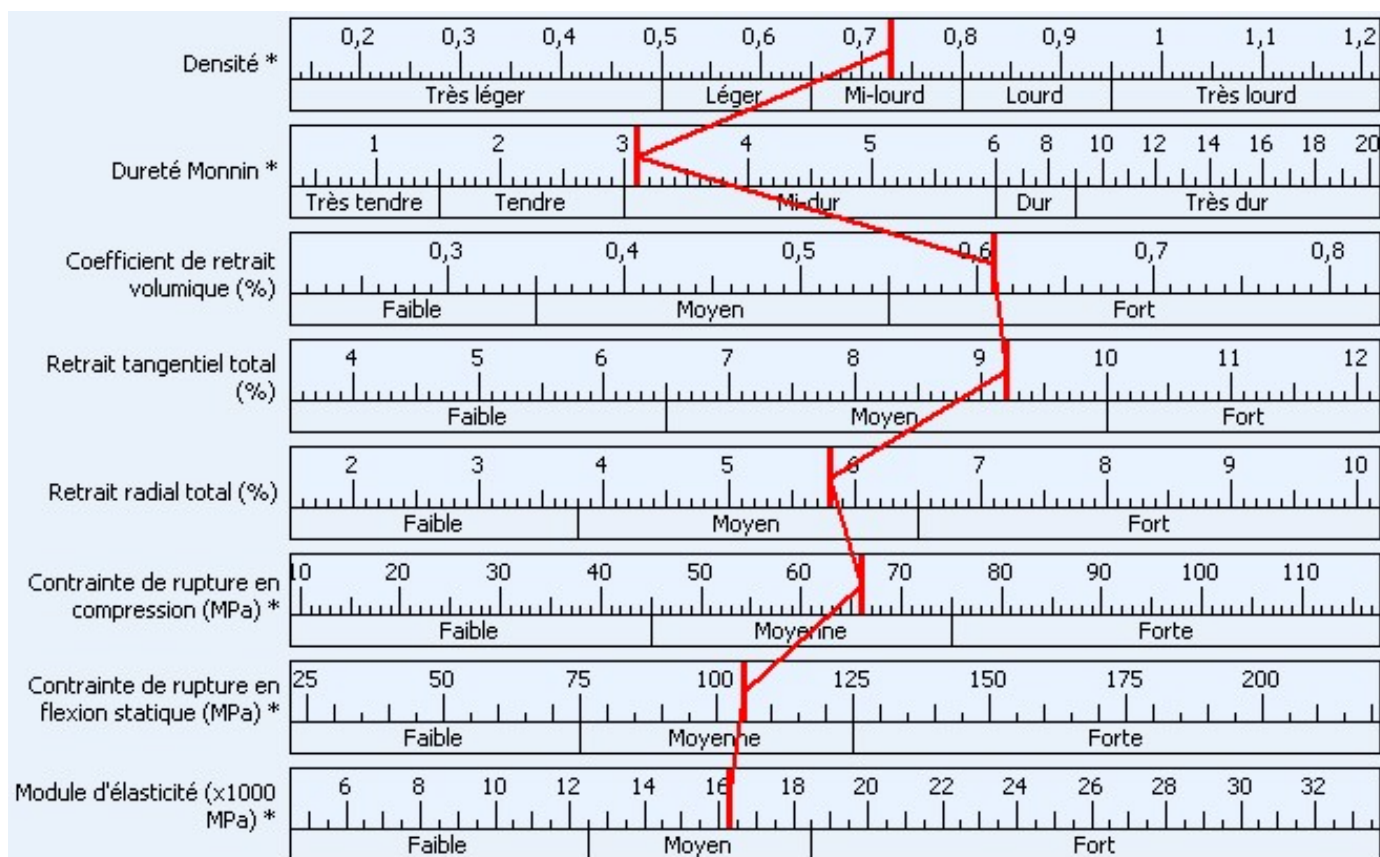 0,2 0,3 0,4 0,5 0,6 0,7 0,8 0,9 1 1,1 1,2
Densité *
Très léger Léger Mi-lourd Lourd Très lourd
1 2 3 4 5 6 8 10 12 14 16 18 20
Dureté Monnin *
Très tendre Tendre Mi-dur Dur Très dur
0,3 0,4 0,5 0,6 0,7 0,8
Coefficient de retrait
volumique (%)
Faible Moyen Fort
4 5 6 7 8 9 10 11 12
Retrait tangentiel total
(%)
Faible Moyen Fort
2 3 4 5 6 7 8 9 10
Retrait radial total (%)
Faible Moyen Fort
10 20 30 40 50 60 70 80 90 100 110
Contrainte de rupture en
compression (MPa) *
Faible Moyenne Forte
25 50 75 100 125 150 175 200
Contrainte de rupture en
flexion statique (MPa) *
Faible Moyenne Forte
6 8 10 12 14 16 18 20 22 24 26 28 30 32
Module d'élasticité (x1000
MPa) *
Faible Moyen Fort